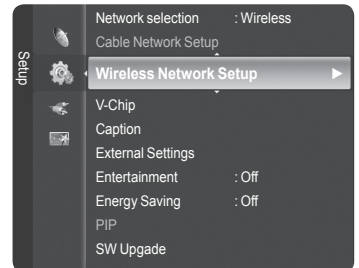 Setup
Network selection : Wireless
Cable Network Setup
Wireless Network Setup
V-Chip
Caption
External Settings
Entertainment : Off
Energy Saving : Off
PIP
SW Upgade